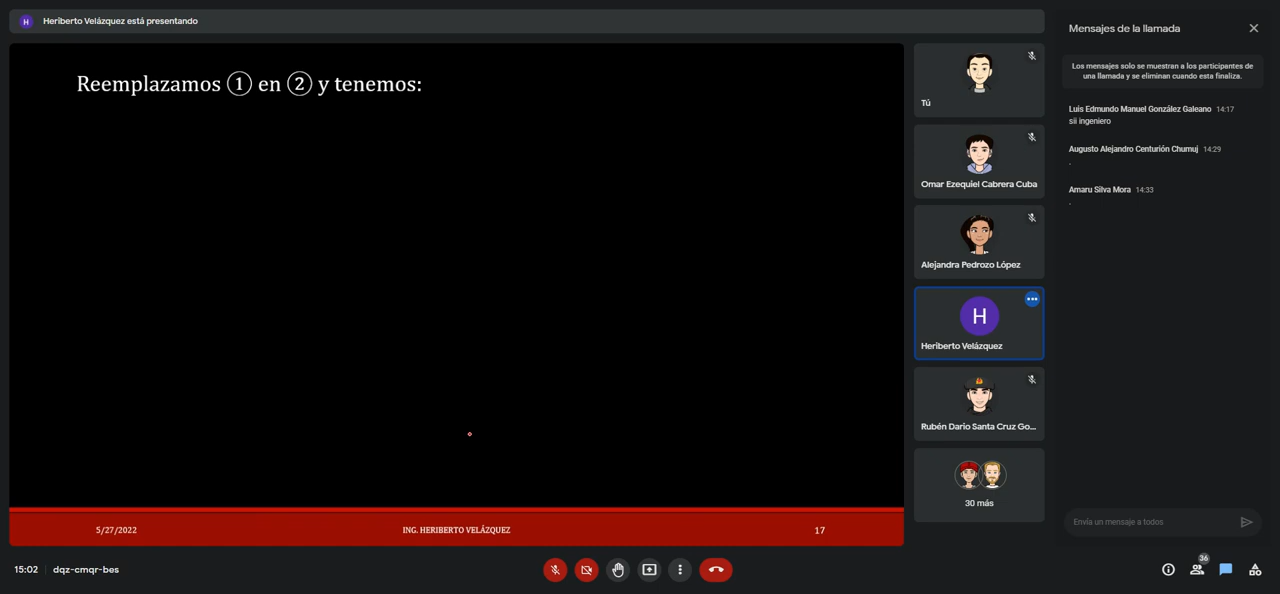 H Heriberto Velázquez está presentando
Reemplazamos ① en ② y tenemos:
5/27/2022 ING. HERIBERTO VELÁZQUEZ 17
Tú
Omar Ezequiel Cabrera Cuba
Alejandra Pedrozo López
H
Heriberto Velázquez
Rubén Dario Santa Cruz Go...
30 más
Mensajes de la llamada
Los mensajes solo se muestran a los participantes de
una llamada y se eliminan cuando esta finaliza.
Luis Edmundo Manuel González Galeano 14:17
sii ingeniero
Augusto Alejandro Centurión Chumuj 14:29
.
Amaru Silva Mora 14:33
.
Envía un mensaje a todos
15:02 dqz-cmqr-bes
36